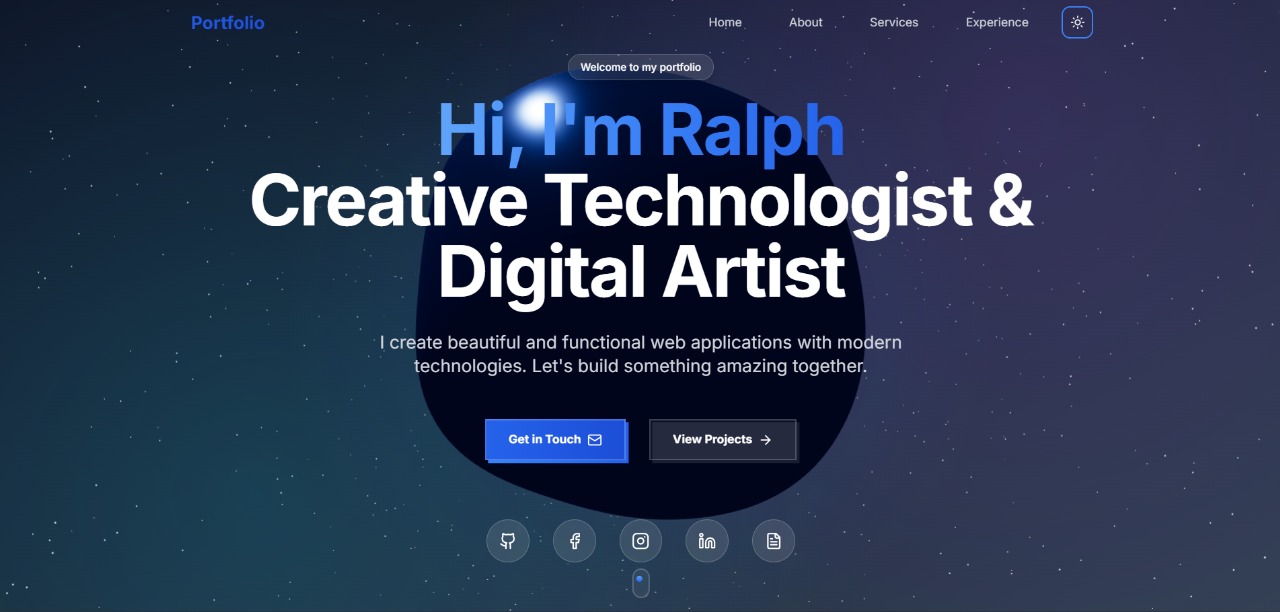 Portfolio
Home About Services Experience
Welcome to my portfolio
Hi, I'm Ralph
Creative Technologist &
Digital Artist
I create beautiful and functional web applications with modern
technologies. Let's build something amazing together.
Get in Touch
View Projects